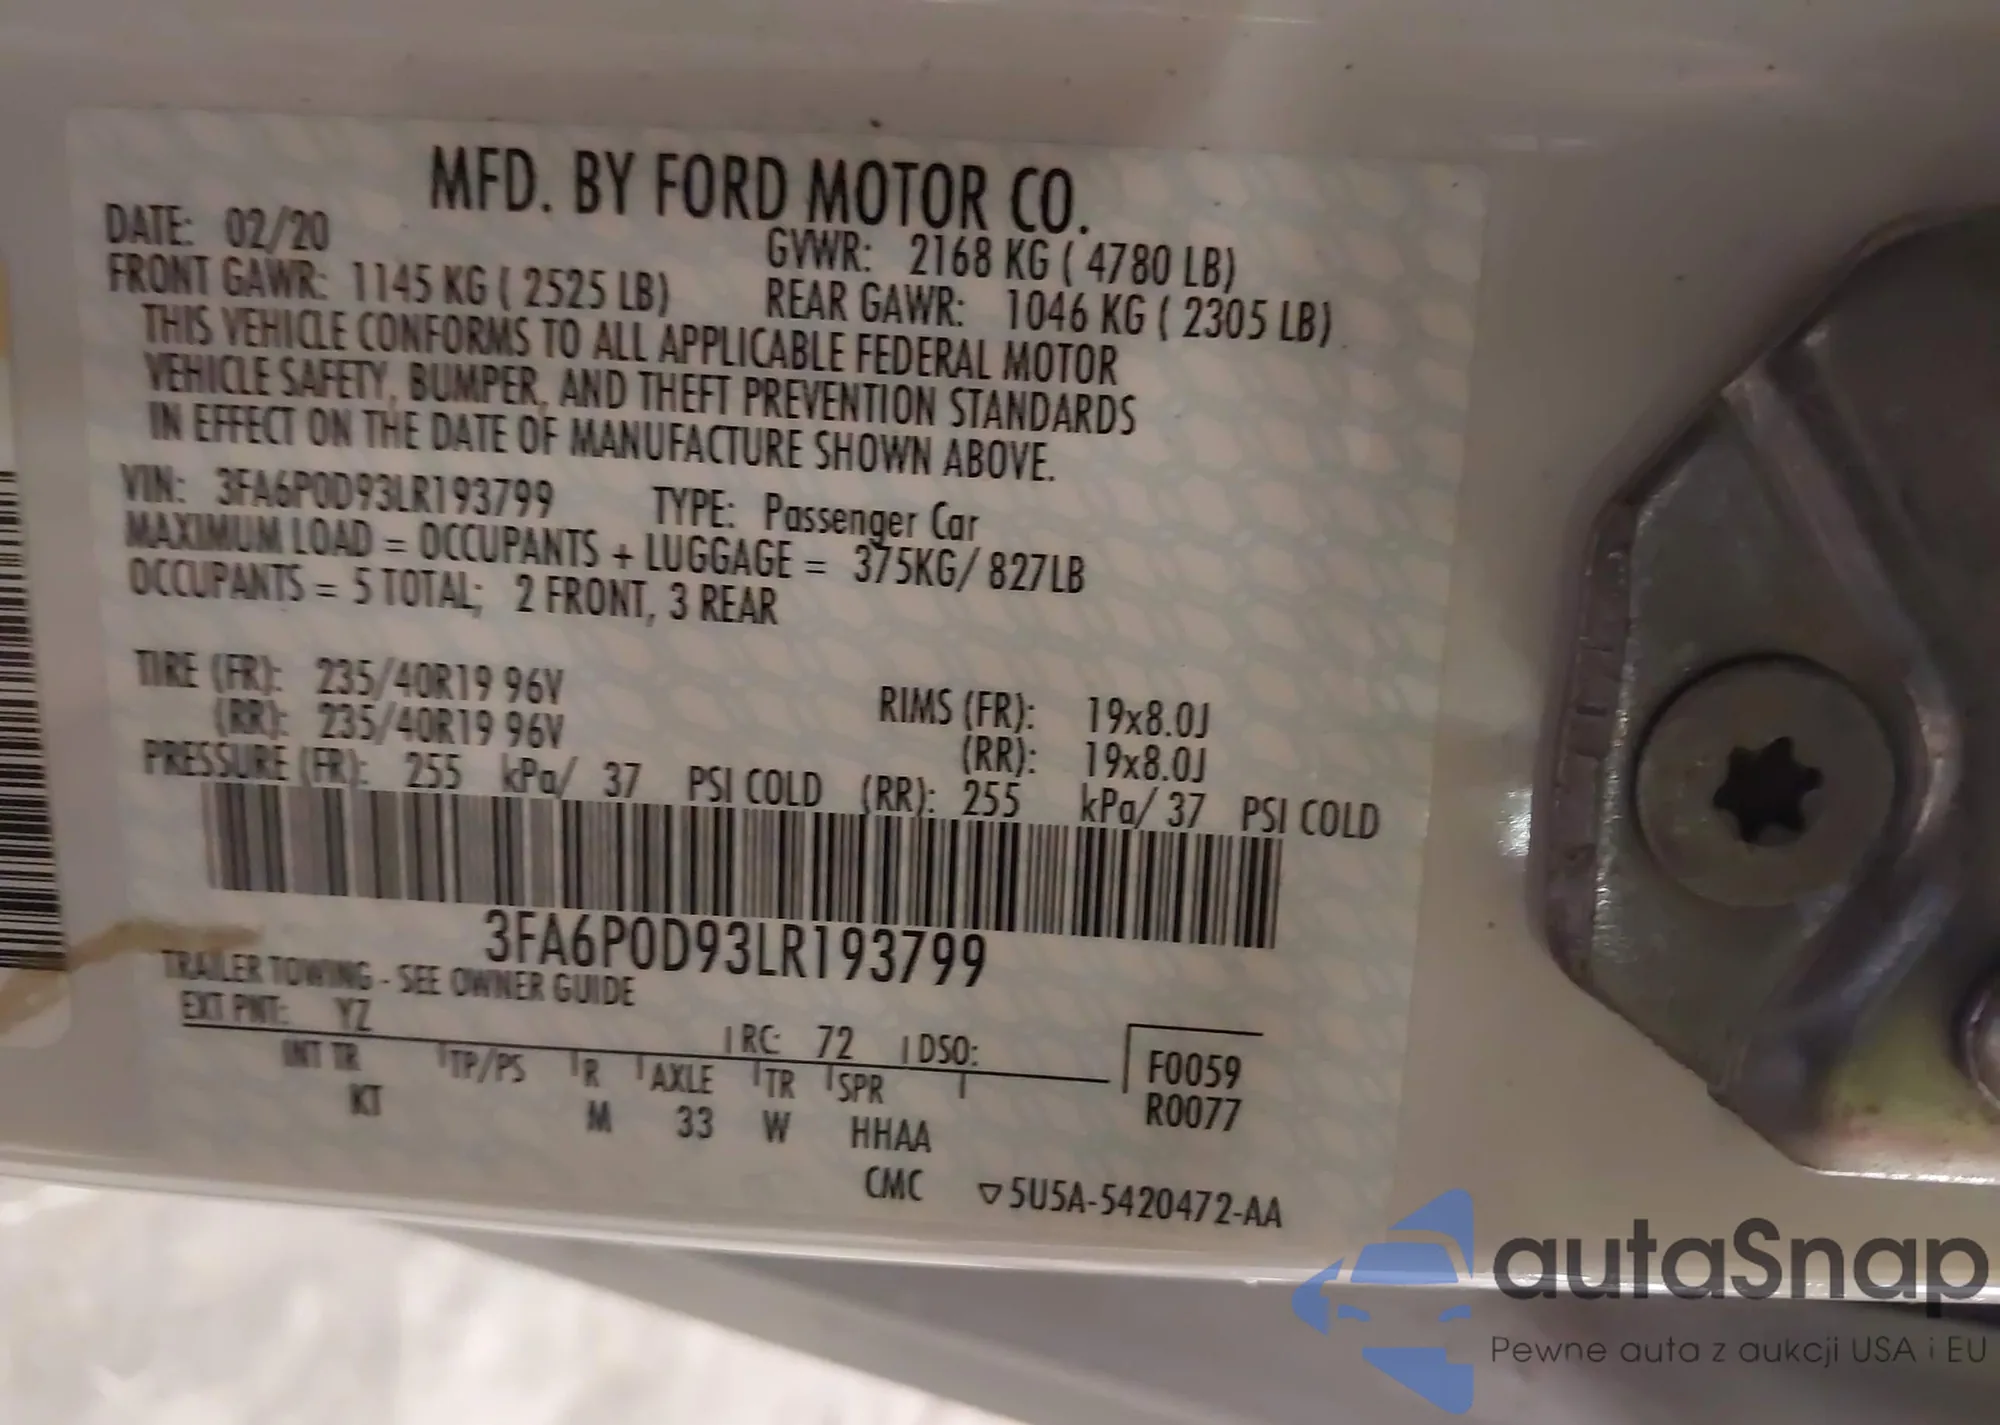 MFD. BY FORD MOTOR CO.
DATE: 02/20 GVWR: 2168 KG ( 4780 LB)
FRONT GAWR: 1145 KG ( 2525 LB) REAR GAWR: 1046 KG ( 2305 LB)
THIS VEHICLE CONFORMS TO ALL APPLICABLE FEDERAL MOTOR
VEHICLE SAFETY, BUMPER, AND THEFT PREVENTION STANDARDS
IN EFFECT ON THE DATE OF MANUFACTURE SHOWN ABOVE.
VIN: 3FA6P0D93LR193799 TYPE: Passenger Car
MAXIMUM LOAD = OCCUPANTS + LUGGAGE = 375KG/ 827LB
OCCUPANTS = 5 TOTAL; 2 FRONT, 3 REAR
TIRE (FR): 235/40R19 96V RIMS (FR): 19x8.0J
(RR): 235/40R19 96V (RR): 19x8.0J
PRESSURE (FR): 255 kPa/ 37 PSI COLD (RR): 255 kPa/ 37 PSI COLD
3FA6P0D93LR193799
TRAILER TOWING - SEE OWNER GUIDE
EXT PNT: YZ RC: 72 DSO: F0059
INT TR TP/PS R AXLE TR SPR R0077
KT M 33 W HHAA
CMC ▽5U5A-5420472-AA
autaSnap
Pewne auta z aukcji USA i EU